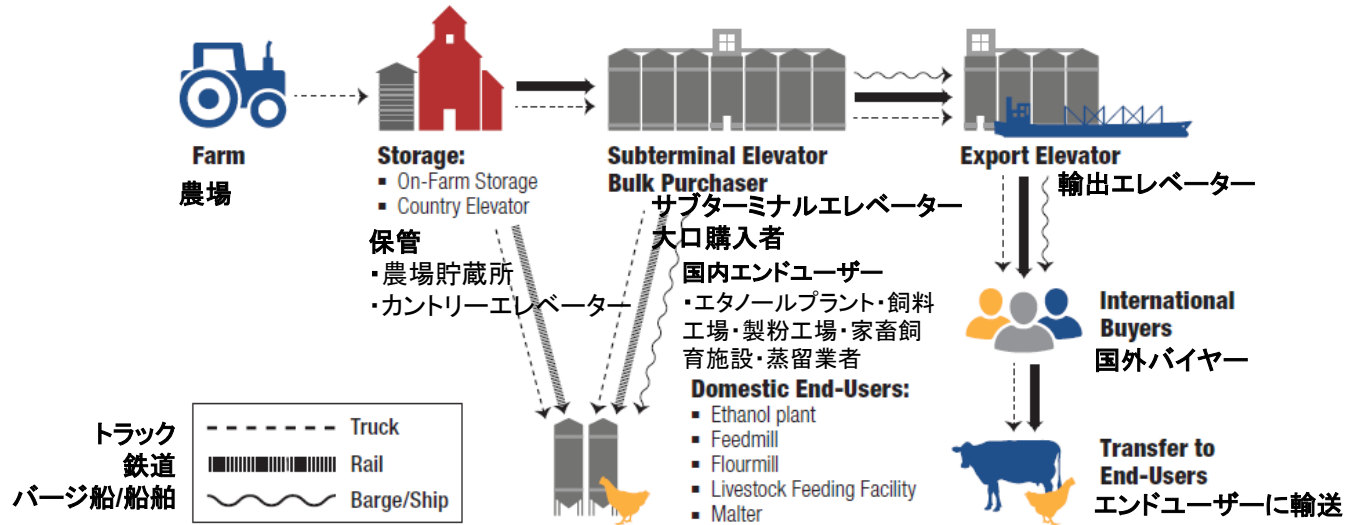 Farm
農場
Storage:
▪ On-Farm Storage
▪ Country Elevator
保管
・農場貯蔵所
・カントリーエレベーター
Subterminal Elevator
Bulk Purchaser
サブターミナルエレベーター
大口購入者
国内エンドユーザー
・エタノールプラント・飼料
工場・製粉工場・家畜飼
育施設・蒸留業者
Domestic End-Users:
▪ Ethanol plant
▪ Feedmill
▪ Flourmill
▪ Livestock Feeding Facility
▪ Malter
Export Elevator
輸出エレベーター
International
Buyers
国外バイヤー
Transfer to
End-Users
エンドユーザーに輸送
トラック
鉄道
バージ船/船舶
Truck
Rail
Barge/Ship